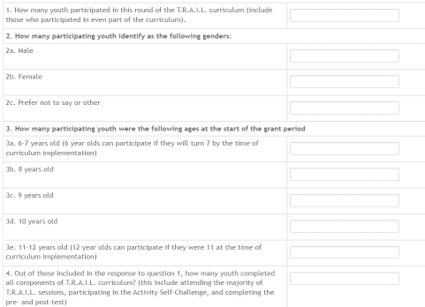 1. How many youth participated in this round of the T.R.A.I.L. curriculum (include
those who participated in even part of the curriculum).
2. How many participating youth identify as the following genders:
2a. Male
2b. Female
2c. Prefer not to say or other
3. How many participating youth were the following ages at the start of the grant period
3a. 6-7 years old (6 year olds can participate if they will turn 7 by the time of
curriculum implementation)
3b. 8 years old
3c. 9 years old
3d. 10 years old
3e. 11-12 years old (12 year olds can participate if they were 11 at the time of
curriculum implementation)
4. Out of those included in the response to question 1, how many youth completed
all components of T.R.A.I.L. curriculum? (this include attending the majority of
T.R.A.I.L. sessions, participating in the Activity Self-Challenge, and completing the
pre- and post-test)